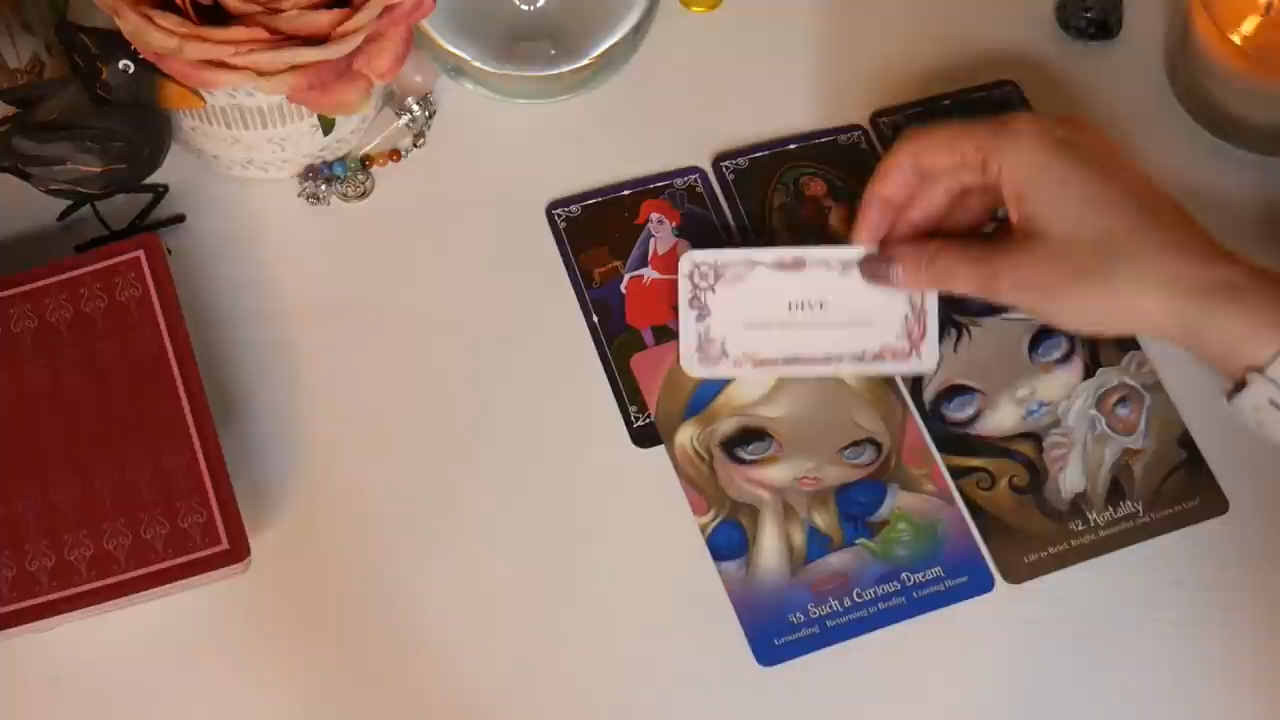 DIVE
45. Such a Curious Dream
Grounding Returning to Reality Coming Home
42. Mortality
Life is Brief, Bright, Beautiful and Yours to Live!